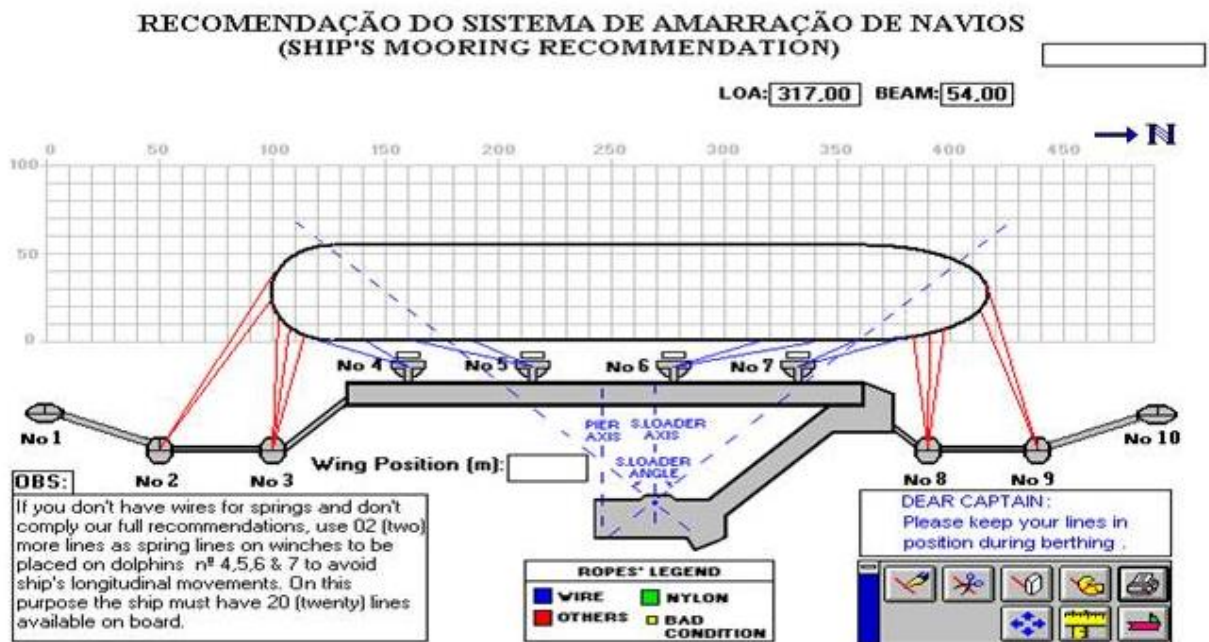 RECOMENDAÇÃO DO SISTEMA DE AMARRAÇÃO DE NAVIOS
(SHIP'S MOORING RECOMMENDATION)
LOA: 317,00 BEAM: 54,00
N
0 50 100 150 200 250 300 350 400 450
100
50
0
No 4 No 5 No 6 No 7
No 1
PIER AXIS
S.LOADER AXIS
No 10
Wing Position (m):
S.LOADER ANGLE
No 2 No 3 No 8 No 9
OBS:
If you don't have wires for springs and don't
comply our full recommendations, use 02 (two)
more lines as spring lines on winches to be
placed on dolphins nº 4,5,6 & 7 to avoid
ship's longitudinal movements. On this
purpose the ship must have 20 (twenty) lines
available on board.
ROPES' LEGEND
WIRE NYLON
OTHERS BAD CONDITION
DEAR CAPTAIN:
Please keep your lines in
position during berthing .